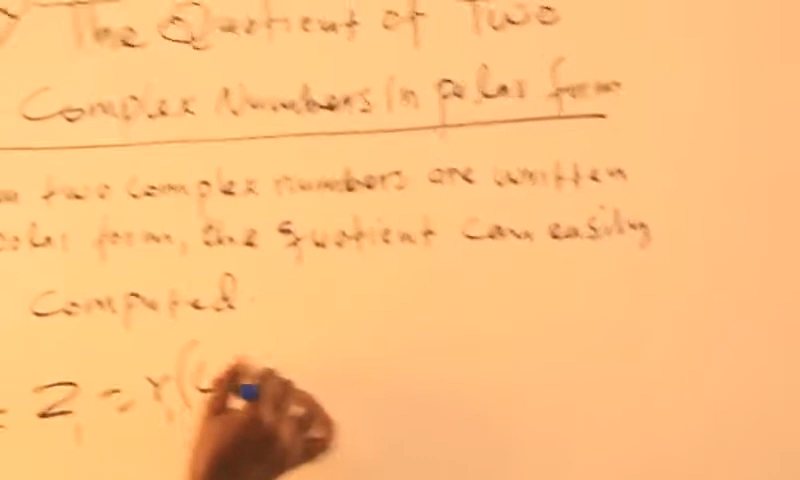 The Quotient of Two
Complex Numbers In polar form
two complex numbers are written
form, the quotient can easily
Computed.
Z₁ = r₁(